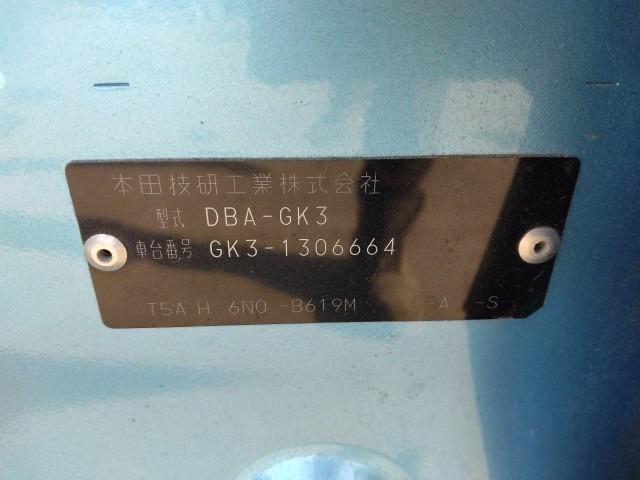 本田技研工業株式会社
型式 DBA-GK3
車台番号 GK3-1306664
T5A H 6N0 -B619M -A -S